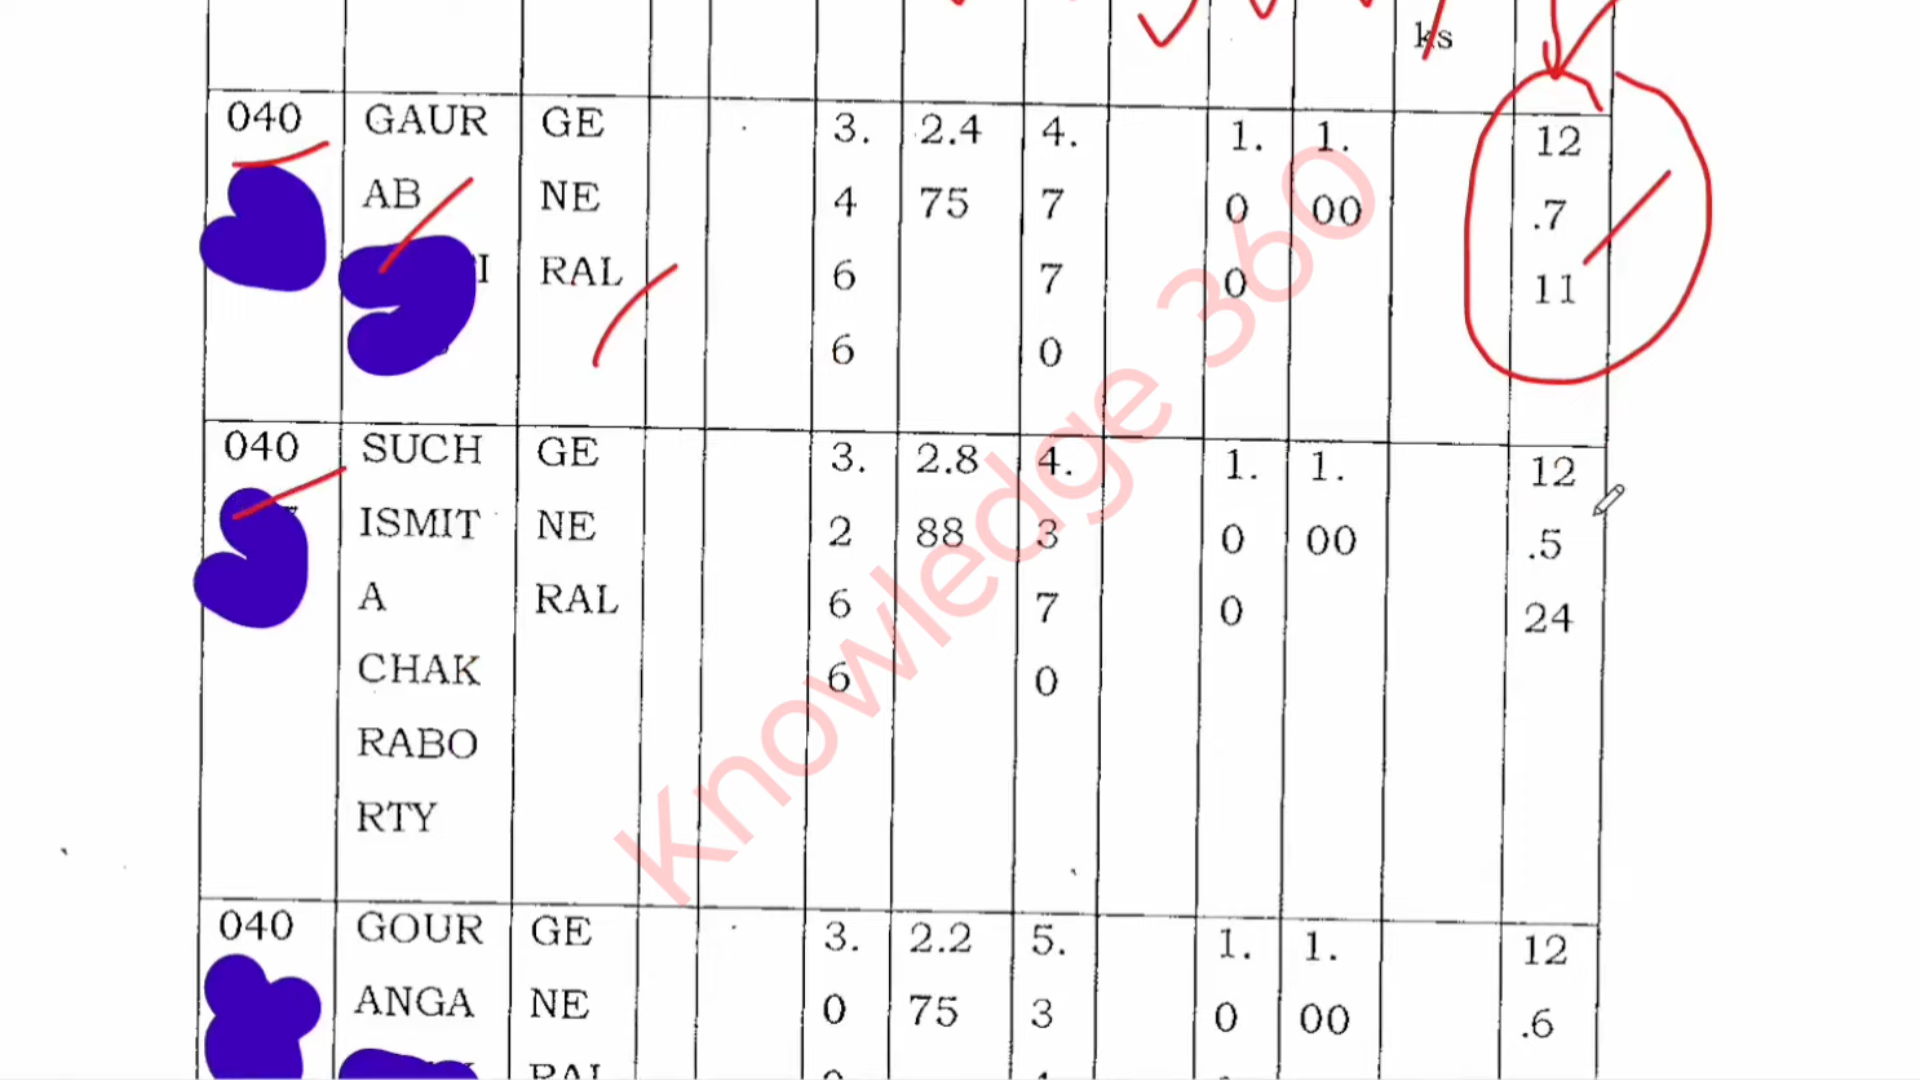 ks
040 GAUR GE 3. 2.4 4. 1. 1. 12
AB NE 4 75 7 0 00 .7
I RAL 6 7 0 11
6 0
040 SUCH GE 3. 2.8 4. 1. 1. 12
ISMIT NE 2 88 3 0 00 .5
A RAL 6 7 0 24
CHAK 6 0
RABO
RTY
040 GOUR GE 3. 2.2 5. 1. 1. 12
ANGA NE 0 75 3 0 00 .6
RAL
Knowledge 360